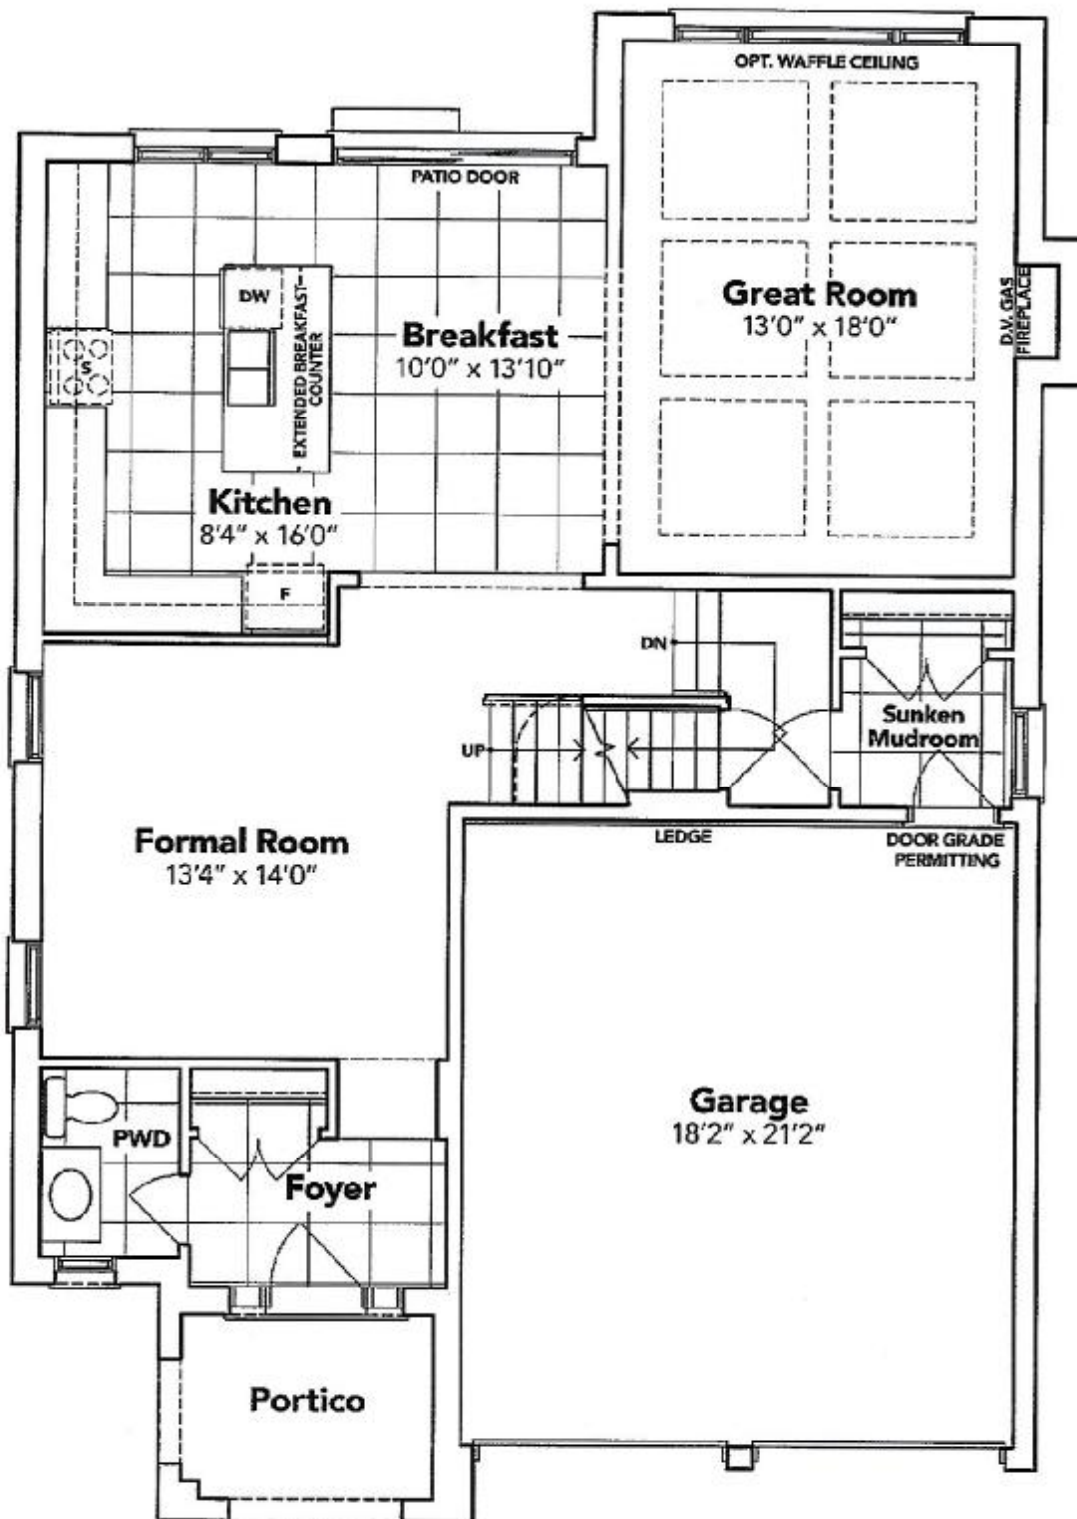 OPT. WAFFLE CEILING
PATIO DOOR
Great Room
13'0" x 18'0"
D.V. GAS
FIREPLACE
DW
EXTENDED BREAKFAST
COUNTER
Breakfast
10'0" x 13'10"
S
Kitchen
8'4" x 16'0"
F
DN
UP
Sunken
Mudroom
Formal Room
13'4" x 14'0"
LEDGE
DOOR GRADE
PERMITTING
Garage
18'2" x 21'2"
PWD
Foyer
Portico